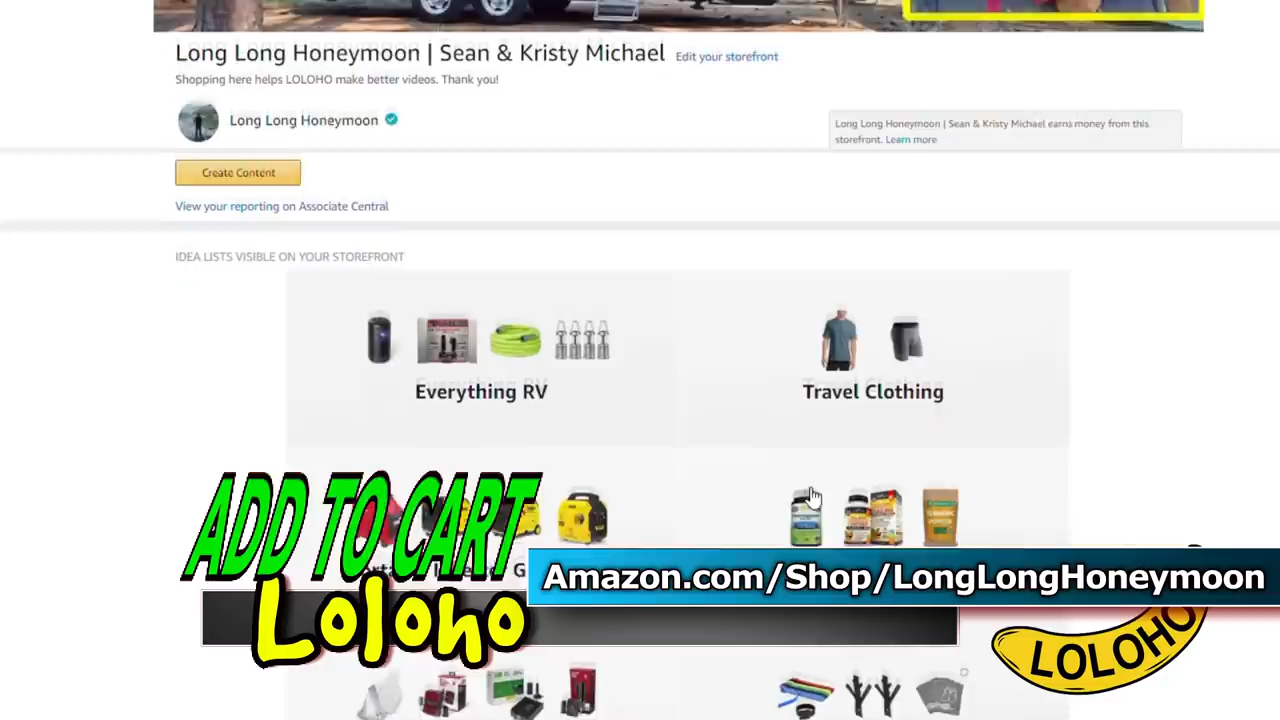 Long Long Honeymoon | Sean & Kristy Michael Edit your storefront
Shopping here helps LOLOHO make better videos. Thank you!
Long Long Honeymoon
Long Long Honeymoon | Sean & Kristy Michael earns money from this
storefront. Learn more
Create Content
View your reporting on Associate Central
IDEA LISTS VISIBLE ON YOUR STOREFRONT
Everything RV
Travel Clothing
ADD TO CART
Loloho
Amazon.com/Shop/LongLongHoneymoon
LOLOHO